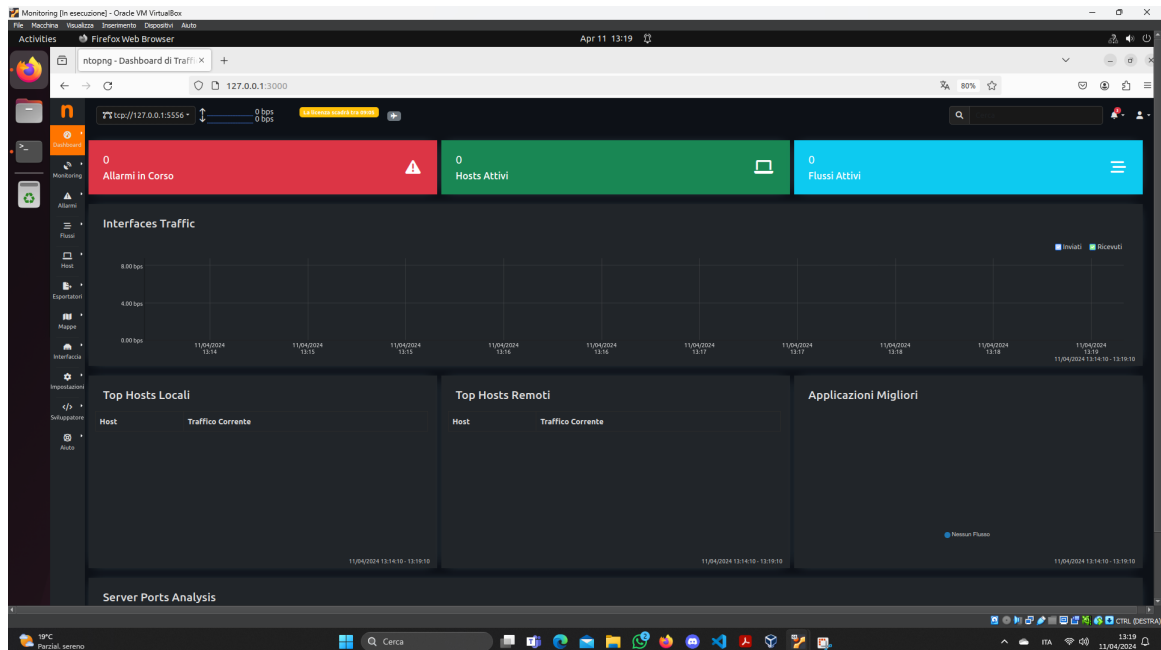 Monitoring [In esecuzione] - Oracle VM VirtualBox
File Macchina Visualizza Inserimento Dispositivi Aiuto
Activities Firefox Web Browser Apr 11 13:19
ntopng - Dashboard di Traffi
127.0.0.1:3000 80%
tcp://127.0.0.1:5556 0 bps
0 bps
La licenza scadrà tra
Dashboard
Monitoring
Allarmi
Flussi
Host
Esportatori
Mappe
Interfaccia
Impostazioni
Sviluppatore
Aiuto
0
Allarmi in Corso
0
Hosts Attivi
0
Flussi Attivi
Interfaces Traffic
Inviati Ricevuti
8.00 bps
4.00 bps
0.00 bps
11/04/2024 11/04/2024 11/04/2024 11/04/2024 11/04/2024 11/04/2024 11/04/2024 11/04/2024 11/04/2024 11/04/2024
13:14 13:15 13:15 13:16 13:16 13:17 13:17 13:18 13:18 13:19
11/04/2024 13:14:10 - 13:19:10
Top Hosts Locali
Host Traffico Corrente
11/04/2024 13:14:10 - 13:19:10
Top Hosts Remoti
Host Traffico Corrente
11/04/2024 13:14:10 - 13:19:10
Applicazioni Migliori
Nessun Flusso
11/04/2024 13:14:10 - 13:19:10
Server Ports Analysis
CTRL (DESTRA)
19°C
Parzial. sereno
Cerca
ITA
13:19
11/04/2024